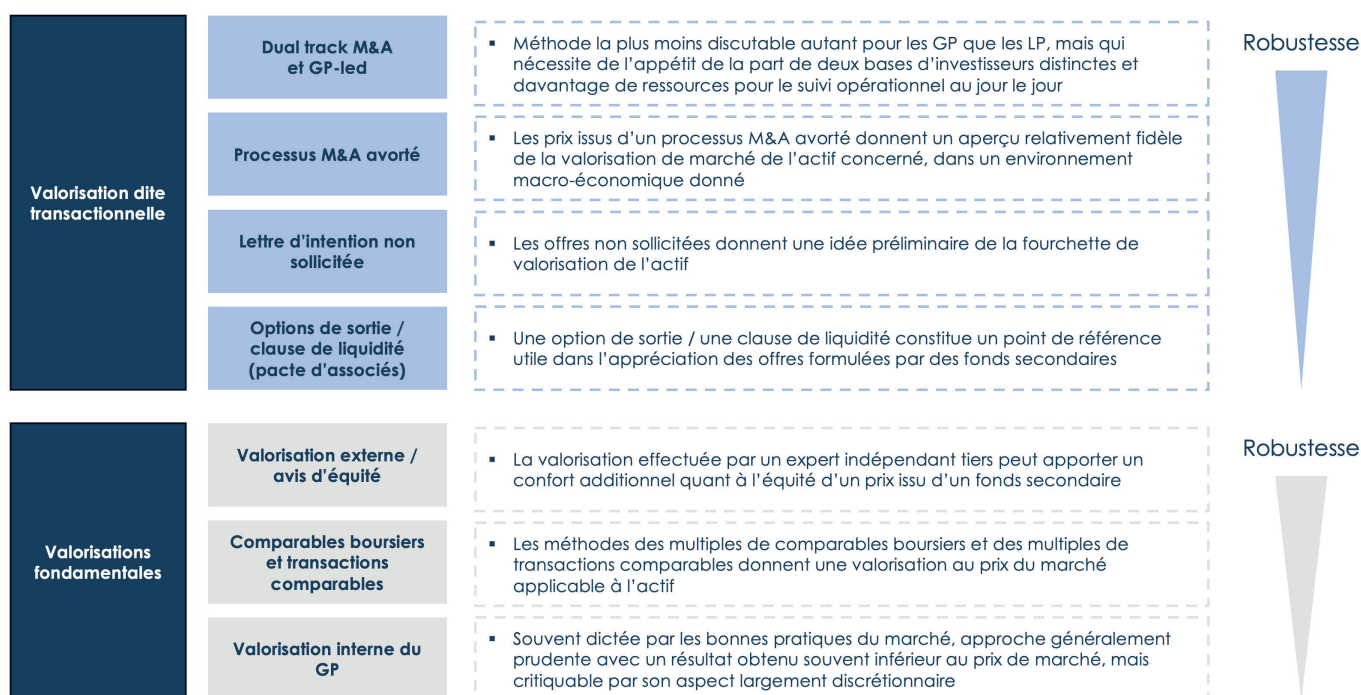 Valorisation dite
transactionnelle
Dual track M&A
et GP-led
▪ Méthode la plus moins discutable autant pour les GP que les LP, mais qui
nécessite de l'appétit de la part de deux bases d'investisseurs distinctes et
davantage de ressources pour le suivi opérationnel au jour le jour
Robustesse
Processus M&A avorté
▪ Les prix issus d'un processus M&A avorté donnent un aperçu relativement fidèle
de la valorisation de marché de l'actif concerné, dans un environnement
macro-économique donné
Lettre d'intention non
sollicitée
▪ Les offres non sollicitées donnent une idée préliminaire de la fourchette de
valorisation de l'actif
Options de sortie /
clause de liquidité
(pacte d'associés)
▪ Une option de sortie / une clause de liquidité constitue un point de référence
utile dans l'appréciation des offres formulées par des fonds secondaires
Valorisations
fondamentales
Valorisation externe /
avis d'équité
▪ La valorisation effectuée par un expert indépendant tiers peut apporter un
confort additionnel quant à l'équité d'un prix issu d'un fonds secondaire
Robustesse
Comparables boursiers
et transactions
comparables
▪ Les méthodes des multiples de comparables boursiers et des multiples de
transactions comparables donnent une valorisation au prix du marché
applicable à l'actif
Valorisation interne du
GP
▪ Souvent dictée par les bonnes pratiques du marché, approche généralement
prudente avec un résultat obtenu souvent inférieur au prix de marché, mais
critiquable par son aspect largement discrétionnaire